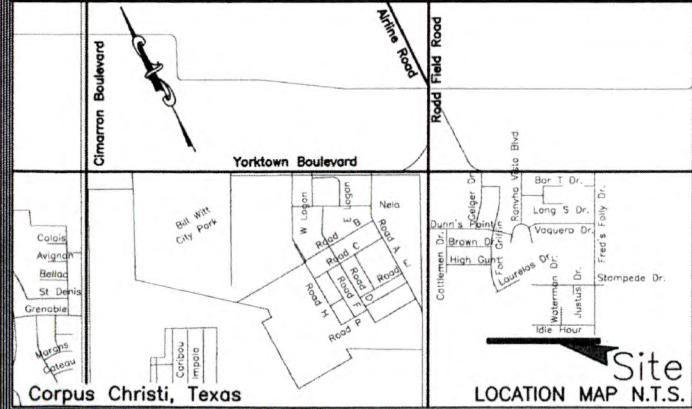 Cimarron Boulevard
Airline Road
Rodd Field Road
Yorktown Boulevard
Bill Witt
City Park
W Logan
E Logan
Nela
Road B
Road A
Road C
Road E
Road
Road F
Road H
Road P
Calais
Avignon
Bellac
St Denis
Grenoble
Caribou
Impala
Geiger Dr.
Rancho Vista Blvd
Bar T Dr.
Long S Dr.
Vaquero Dr.
Fred's Folly Dr.
Dunn's Point
Brown Dr
High Gun
Cattlemen Dr.
Fort Griffin
Laurelos Dr.
Stampede Dr.
Waterman Dr.
Justus Dr.
Idle Hour
Site
Corpus Christi, Texas
LOCATION MAP N.T.S.